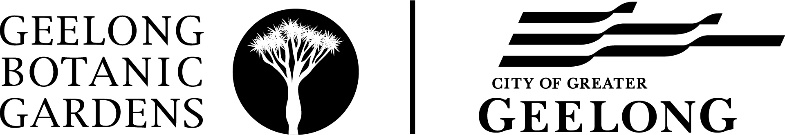 GEELONG
BOTANIC
GARDENS
CITY OF GREATER
GEELONG